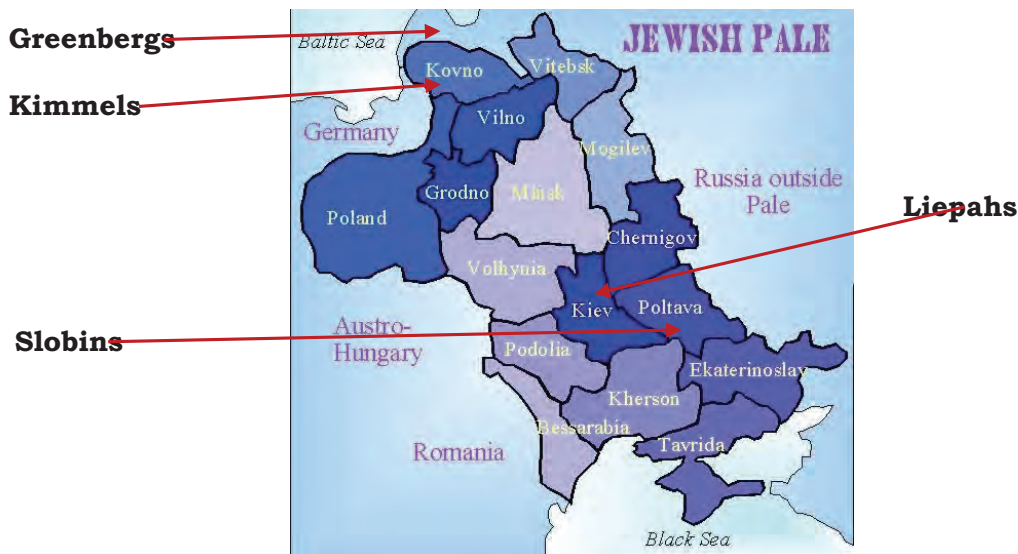 Greenbergs
Kimmels
Slobins
Liepahs
JEWISH PALE
Baltic Sea
Kovno
Vitebsk
Vilno
Germany
Mogilev
Russia outside
Pale
Grodno
Minsk
Poland
Chernigov
Volhynia
Kiev
Poltava
Austro-
Hungary
Podolia
Ekaterinoslav
Kherson
Bessarabia
Romania
Tavrida
Black Sea